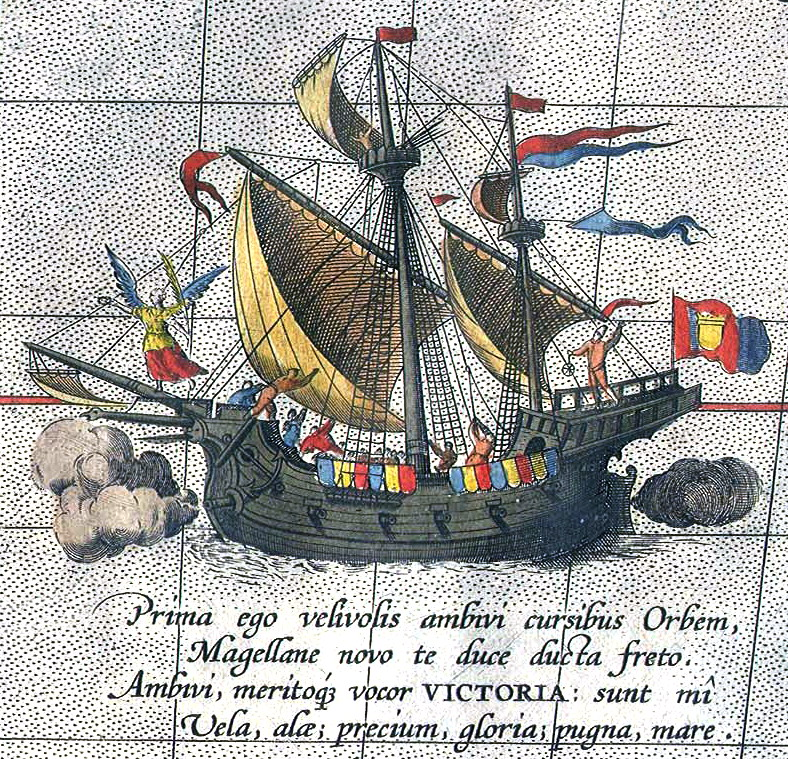 Prima ego velivolis ambivi cursibus Orbem,
Magellane novo te duce ducta freto.
Ambivi, meritoqȝ vocor VICTORIA: sunt mî
Vela, alæ; precium, gloria; pugna, mare.